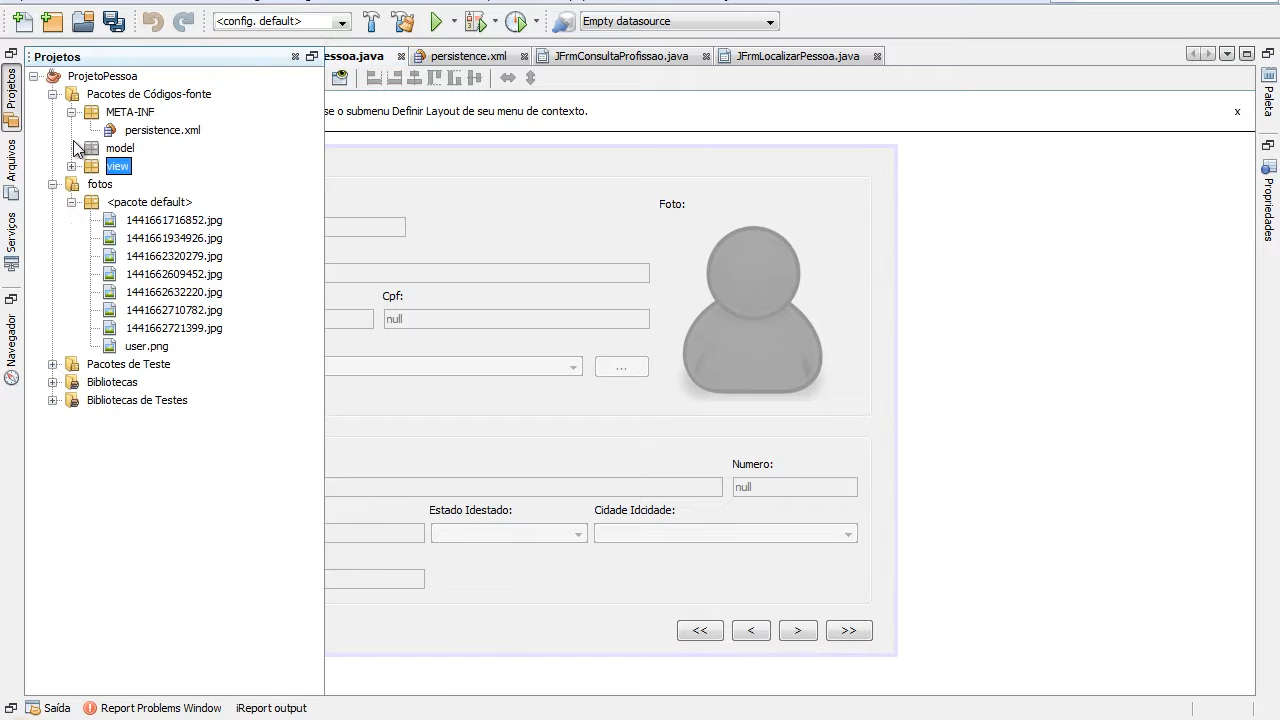 <config. default>
Empty datasource
Projetos
essoa.java
persistence.xml
JFrmConsultaProfissao.java
JFrmLocalizarPessoa.java
ProjetoPessoa
Pacotes de Códigos-fonte
META-INF
persistence.xml
model
view
fotos
<pacote default>
1441661716852.jpg
1441661934926.jpg
1441662320279.jpg
1441662609452.jpg
1441662632220.jpg
1441662710782.jpg
1441662721399.jpg
user.png
Pacotes de Teste
Bibliotecas
Bibliotecas de Testes
se o submenu Definir Layout de seu menu de contexto.
x
Foto:
Cpf:
null
...
Numero:
null
Estado Idestado:
Cidade Idcidade:
<<
<
>
>>
Projetos
Arquivos
Serviços
Navegador
Paleta
Propriedades
Saída
Report Problems Window
iReport output